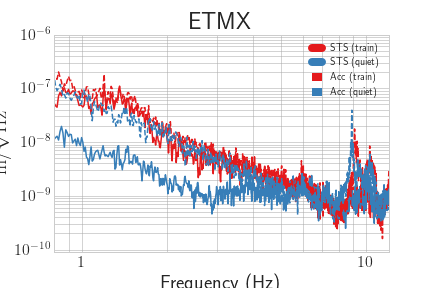 ETMX
10⁻⁶
10⁻⁷
10⁻⁸
10⁻⁹
10⁻¹⁰
m/√Hz
STS (train)
STS (quiet)
Acc (train)
Acc (quiet)
1
10
Frequency (Hz)